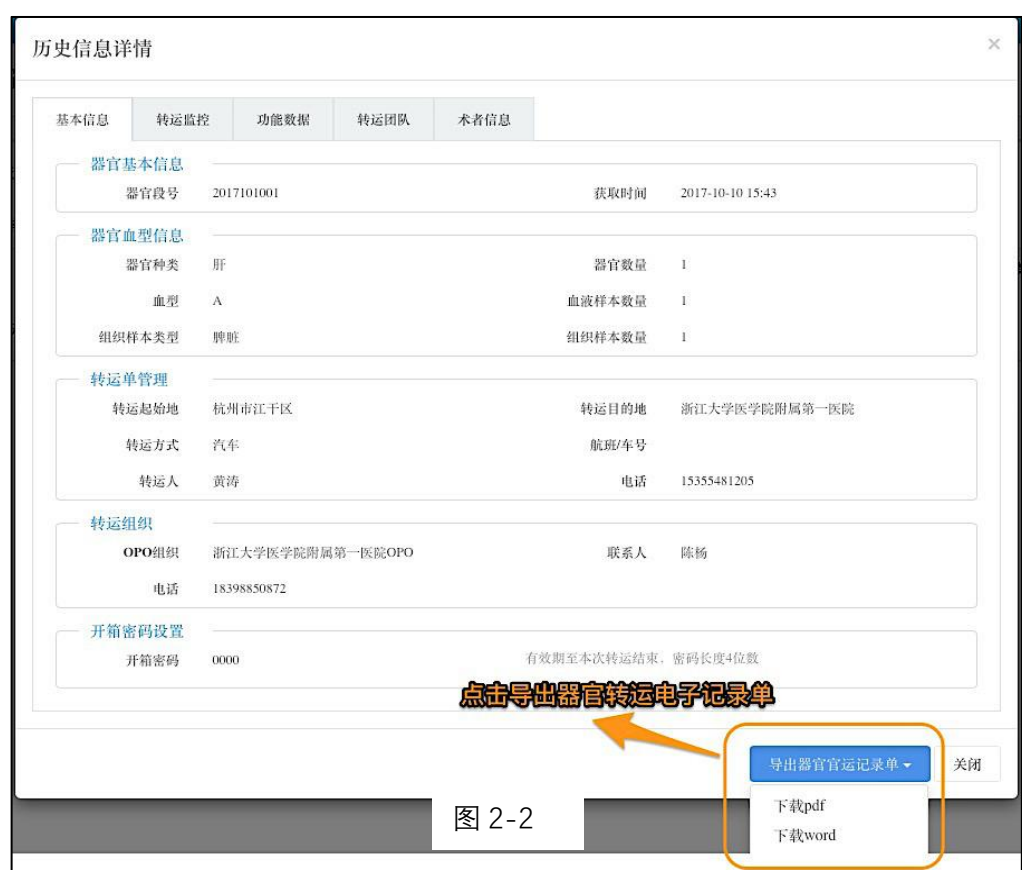 历史信息详情 ×
基本信息 转运监控 功能数据 转运团队 术者信息
器官基本信息
器官段号 2017101001 获取时间 2017-10-10 15:43
器官血型信息
器官种类 肝 器官数量 1
血型 A 血液样本数量 1
组织样本类型 脾脏 组织样本数量 1
转运单管理
转运起始地 杭州市江干区 转运目的地 浙江大学医学院附属第一医院
转运方式 汽车 航班/车号
转运人 黄涛 电话 15355481205
转运组织
OPO组织 浙江大学医学院附属第一医院OPO 联系人 陈杨
电话 18398850872
开箱密码设置
开箱密码 0000 有效期至本次转运结束，密码长度4位数
点击导出器官转运电子记录单
导出器官官运记录单 关闭
下载pdf
下载word
图 2-2